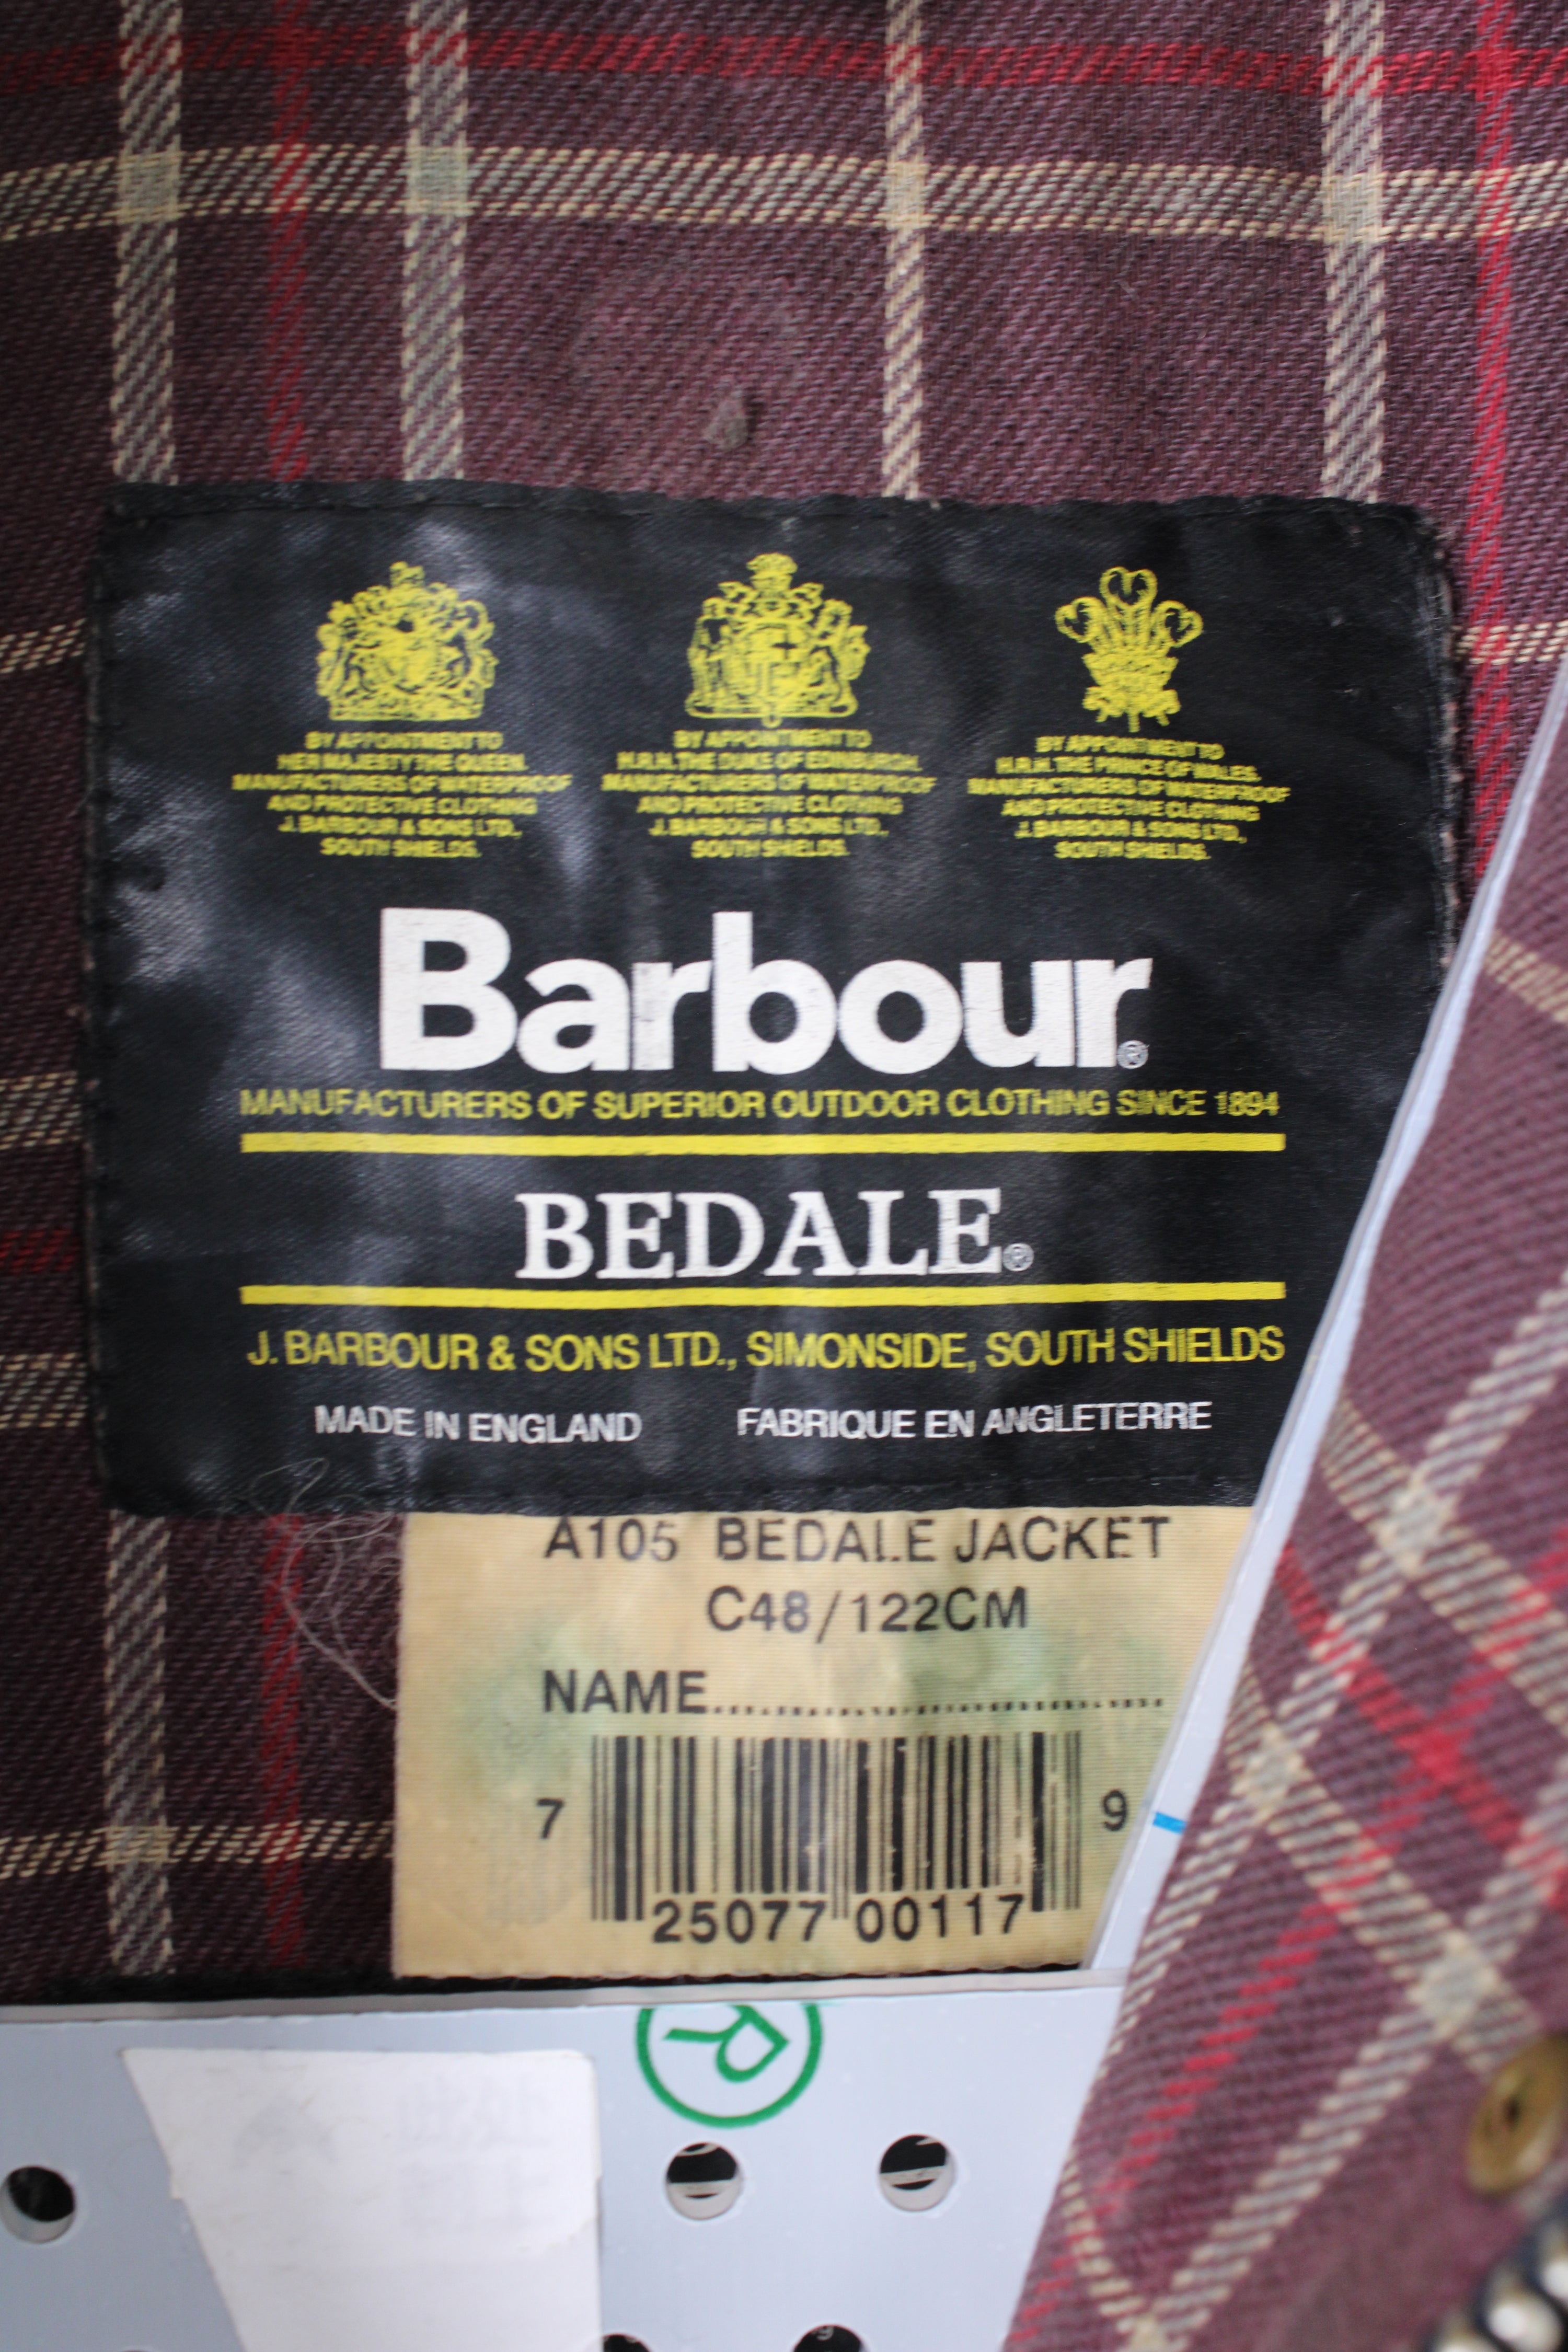 BY APPOINTMENT TO
HER MAJESTY THE QUEEN.
MANUFACTURERS OF WATERPROOF
AND PROTECTIVE CLOTHING
J. BARBOUR & SONS LTD.,
SOUTH SHIELDS.
BY APPOINTMENT TO
H.R.H. THE DUKE OF EDINBURGH.
MANUFACTURERS OF WATERPROOF
AND PROTECTIVE CLOTHING
J. BARBOUR & SONS LTD.,
SOUTH SHIELDS.
BY APPOINTMENT TO
H.R.H. THE PRINCE OF WALES.
MANUFACTURERS OF WATERPROOF
AND PROTECTIVE CLOTHING
J. BARBOUR & SONS LTD.,
SOUTH SHIELDS.
Barbour®
MANUFACTURERS OF SUPERIOR OUTDOOR CLOTHING SINCE 1894
BEDALE®
J. BARBOUR & SONS LTD., SIMONSIDE, SOUTH SHIELDS
MADE IN ENGLAND FABRIQUE EN ANGLETERRE
A105 BEDALE JACKET
C48/122CM
NAME........................................
7 25077 00117 9
R